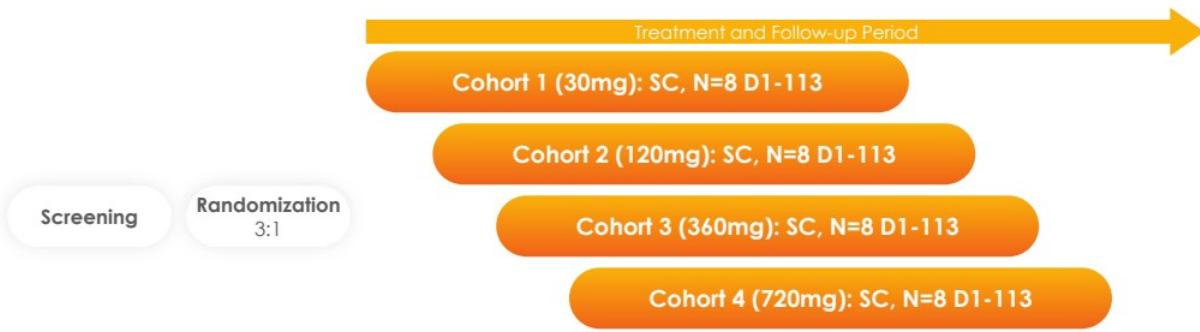 Treatment and Follow-up Period
Cohort 1 (30mg): SC, N=8 D1-113
Cohort 2 (120mg): SC, N=8 D1-113
Screening
Randomization
3:1
Cohort 3 (360mg): SC, N=8 D1-113
Cohort 4 (720mg): SC, N=8 D1-113